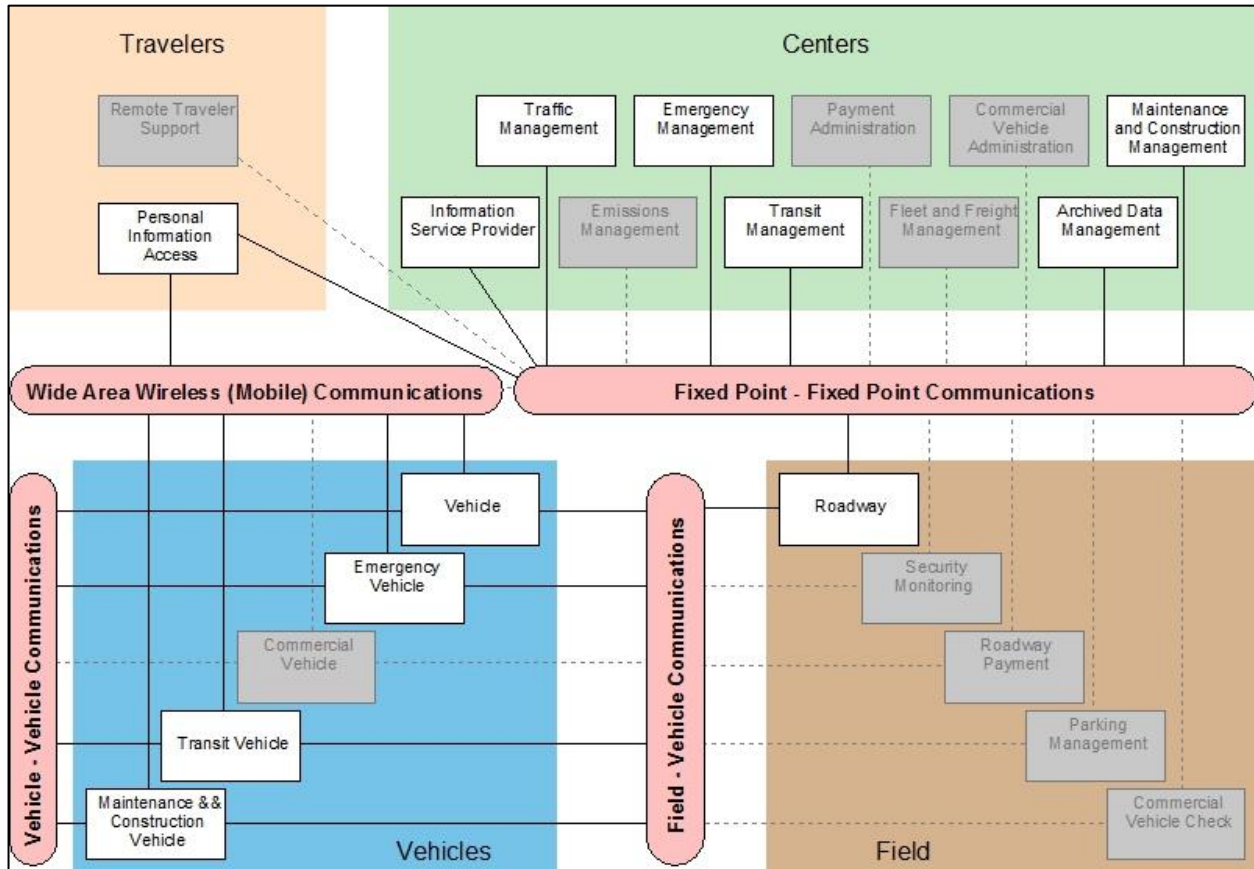 Travelers
Centers
Remote Traveler
Support
Traffic
Management
Emergency
Management
Payment
Administration
Commercial
Vehicle
Administration
Maintenance
and Construction
Management
Personal
Information
Access
Information
Service Provider
Emissions
Management
Transit
Management
Fleet and Freight
Management
Archived Data
Management
Wide Area Wireless (Mobile) Communications
Fixed Point - Fixed Point Communications
Vehicle - Vehicle Communications
Vehicle
Emergency
Vehicle
Commercial
Vehicle
Transit Vehicle
Maintenance &&
Construction
Vehicle
Vehicles
Field - Vehicle Communications
Roadway
Security
Monitoring
Roadway
Payment
Parking
Management
Commercial
Vehicle Check
Field